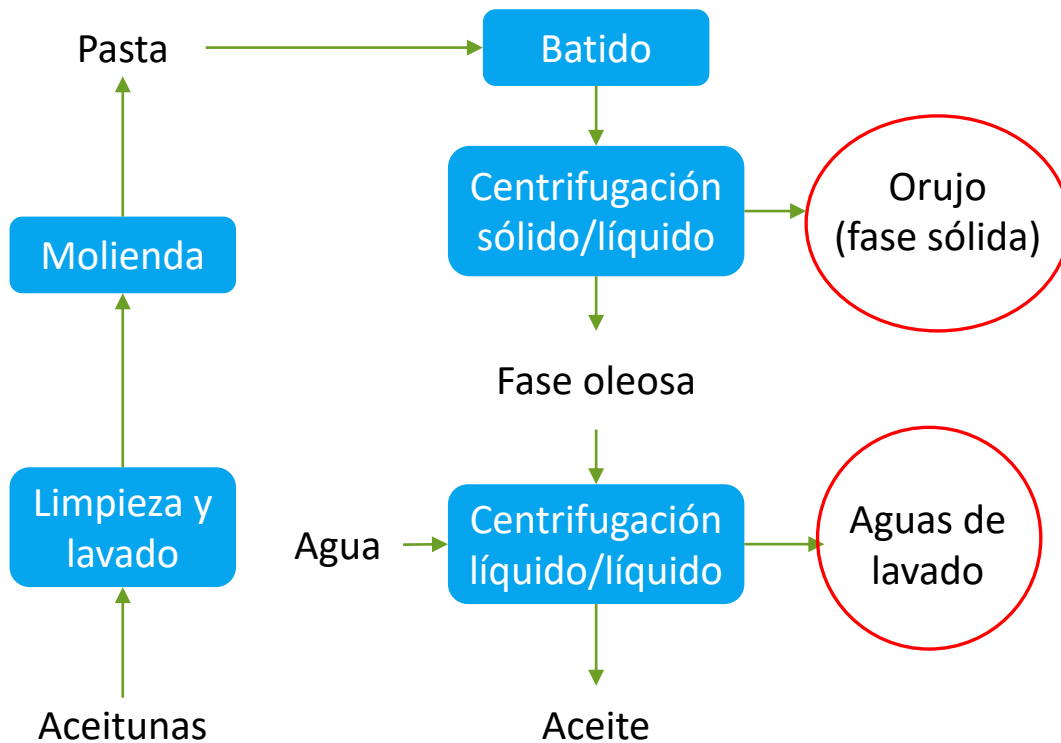 Pasta
Batido
Centrifugación
sólido/líquido
Orujo
(fase sólida)
Molienda
Fase oleosa
Limpieza y
lavado
Agua
Centrifugación
líquido/líquido
Aguas de
lavado
Aceitunas
Aceite